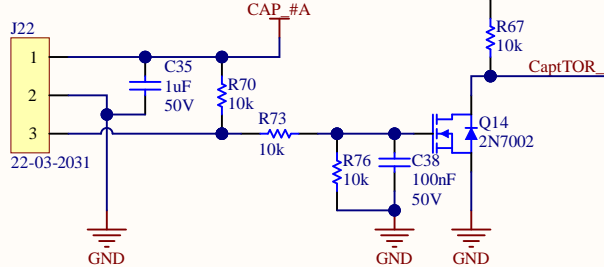 CAP_#A
J22
R67
10k
1
C35
1uF
50V
R70
10k
CaptTOR_
2
3
R73
10k
Q14
2N7002
22-03-2031
R76
10k
C38
100nF
50V
GND
GND
GND